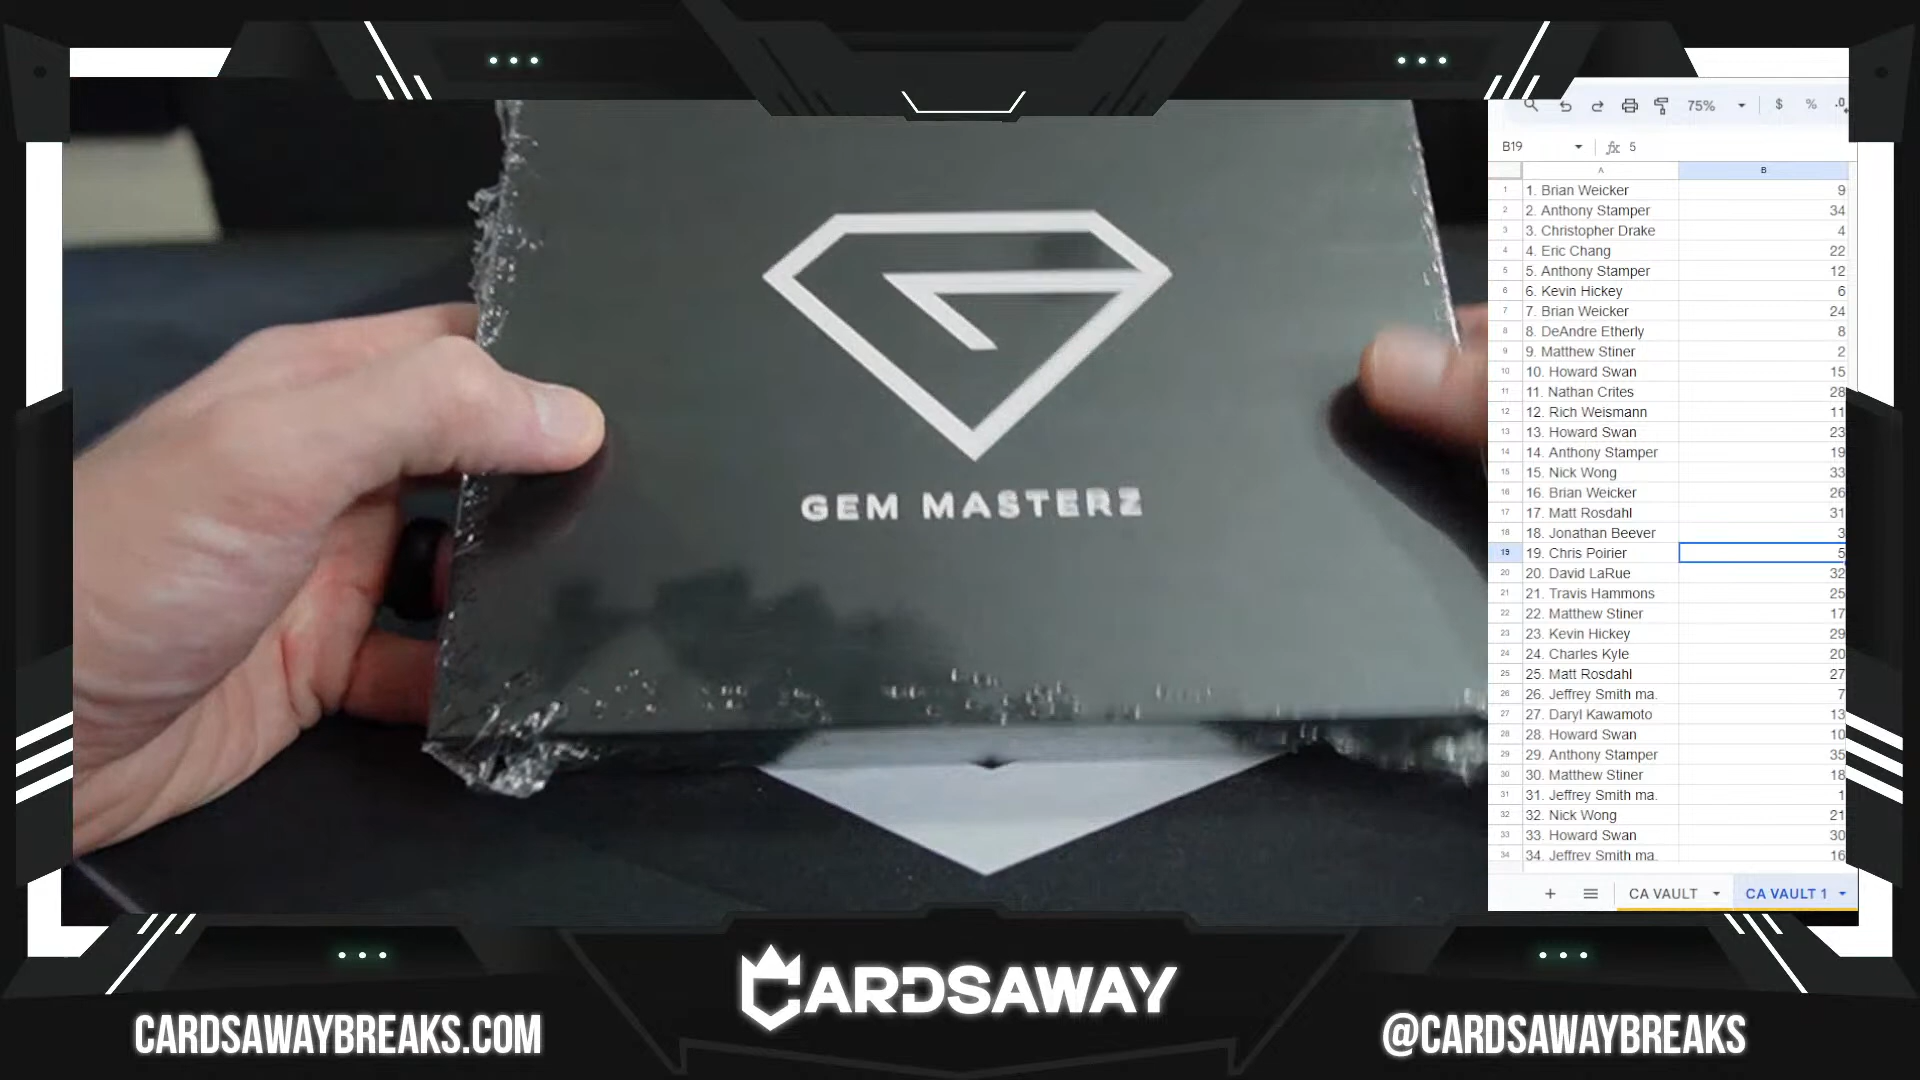 75%
$
%
.0
B19
fx 5
A B
1 1. Brian Weicker 9
2 2. Anthony Stamper 34
3 3. Christopher Drake 4
4 4. Eric Chang 22
5 5. Anthony Stamper 12
6 6. Kevin Hickey 6
7 7. Brian Weicker 24
8 8. DeAndre Etherly 8
9 9. Matthew Stiner 2
10 10. Howard Swan 15
11 11. Nathan Crites 28
12 12. Rich Weismann 11
13 13. Howard Swan 23
14 14. Anthony Stamper 19
15 15. Nick Wong 33
16 16. Brian Weicker 26
17 17. Matt Rosdahl 31
18 18. Jonathan Beever 3
19 19. Chris Poirier 5
20 20. David LaRue 32
21 21. Travis Hammons 25
22 22. Matthew Stiner 17
23 23. Kevin Hickey 29
24 24. Charles Kyle 20
25 25. Matt Rosdahl 27
26 26. Jeffrey Smith ma. 7
27 27. Daryl Kawamoto 13
28 28. Howard Swan 10
29 29. Anthony Stamper 35
30 30. Matthew Stiner 18
31 31. Jeffrey Smith ma. 1
32 32. Nick Wong 21
33 33. Howard Swan 30
34 34. Jeffrey Smith ma. 16
CA VAULT
CA VAULT 1
GEM MASTERZ
CARDSAWAY
CARDSAWAYBREAKS.COM
@CARDSAWAYBREAKS